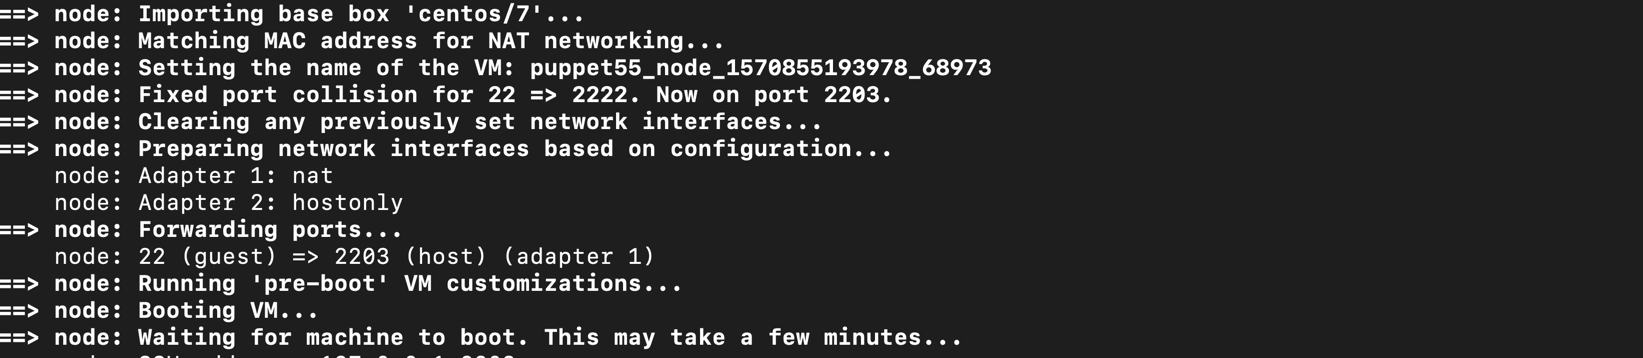 ==> node: Importing base box 'centos/7'...
==> node: Matching MAC address for NAT networking...
==> node: Setting the name of the VM: puppet55_node_1570855193978_68973
==> node: Fixed port collision for 22 => 2222. Now on port 2203.
==> node: Clearing any previously set network interfaces...
==> node: Preparing network interfaces based on configuration...
node: Adapter 1: nat
node: Adapter 2: hostonly
==> node: Forwarding ports...
node: 22 (guest) => 2203 (host) (adapter 1)
==> node: Running 'pre-boot' VM customizations...
==> node: Booting VM...
==> node: Waiting for machine to boot. This may take a few minutes...